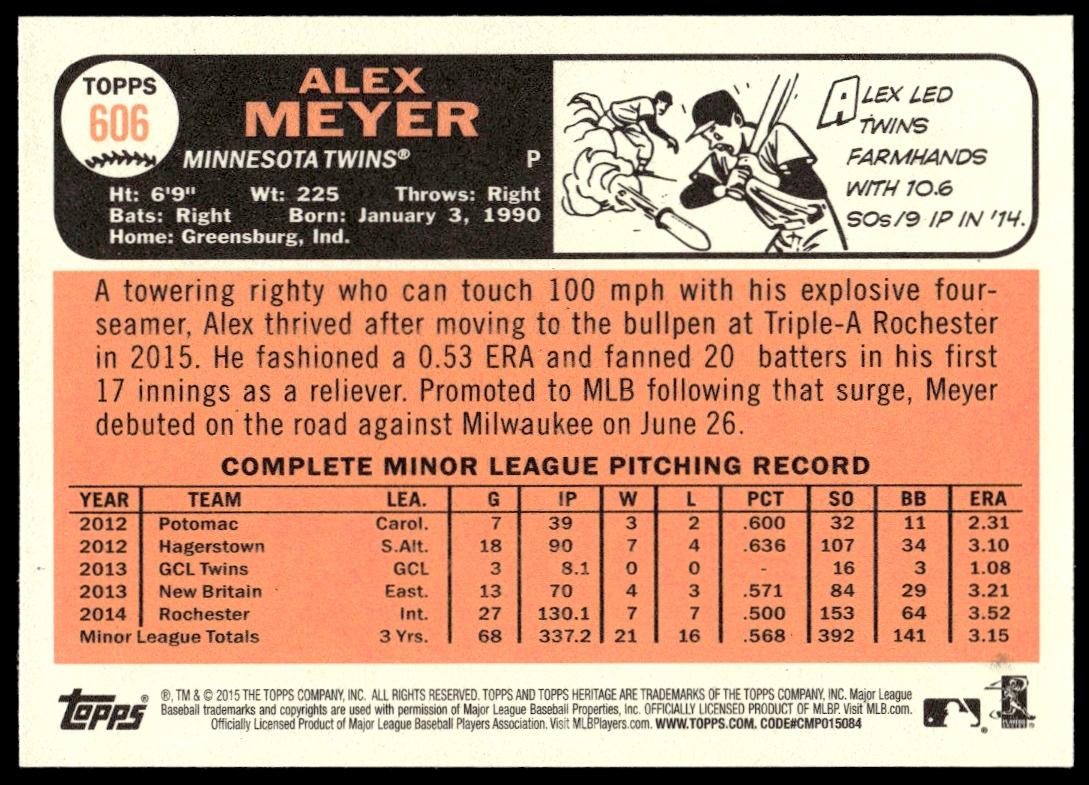 TOPPS
606
ALEX
MEYER
MINNESOTA TWINS® P
Ht: 6'9" Wt: 225 Throws: Right
Bats: Right Born: January 3, 1990
Home: Greensburg, Ind.
ALEX LED
TWINS
FARMHANDS
WITH 10.6
SOs/9 IP IN '14.
A towering righty who can touch 100 mph with his explosive four-
seamer, Alex thrived after moving to the bullpen at Triple-A Rochester
in 2015. He fashioned a 0.53 ERA and fanned 20 batters in his first
17 innings as a reliever. Promoted to MLB following that surge, Meyer
debuted on the road against Milwaukee on June 26.
COMPLETE MINOR LEAGUE PITCHING RECORD
YEAR TEAM LEA. G IP W L PCT SO BB ERA
2012 Potomac Carol. 7 39 3 2 .600 32 11 2.31
2012 Hagerstown S.Alt. 18 90 7 4 .636 107 34 3.10
2013 GCL Twins GCL 3 8.1 0 0 - 16 3 1.08
2013 New Britain East. 13 70 4 3 .571 84 29 3.21
2014 Rochester Int. 27 130.1 7 7 .500 153 64 3.52
Minor League Totals 3 Yrs. 68 337.2 21 16 .568 392 141 3.15
topps®
®, TM & © 2015 THE TOPPS COMPANY, INC. ALL RIGHTS RESERVED. TOPPS AND TOPPS HERITAGE ARE TRADEMARKS OF THE TOPPS COMPANY, INC. Major League
Baseball trademarks and copyrights are used with permission of Major League Baseball Properties, Inc. OFFICIALLY LICENSED PRODUCT OF MLBP. Visit MLB.com.
Officially Licensed Product of Major League Baseball Players Association. Visit MLBPlayers.com. WWW.TOPPS.COM. CODE#CMP015084